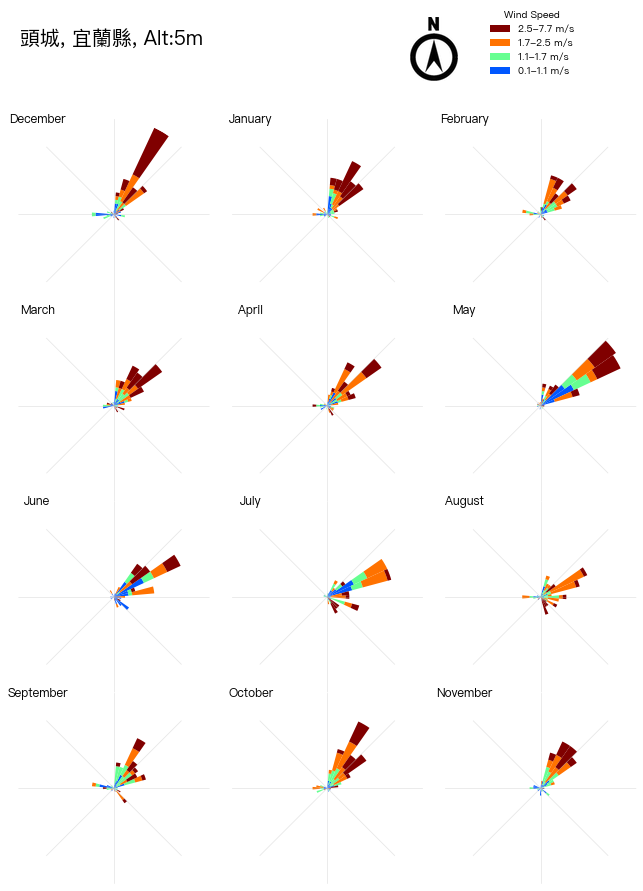 頭城, 宜蘭縣, Alt:5m
N
Wind Speed
2.5–7.7 m/s
1.7–2.5 m/s
1.1–1.7 m/s
0.1–1.1 m/s
December
January
February
March
April
May
June
July
August
September
October
November